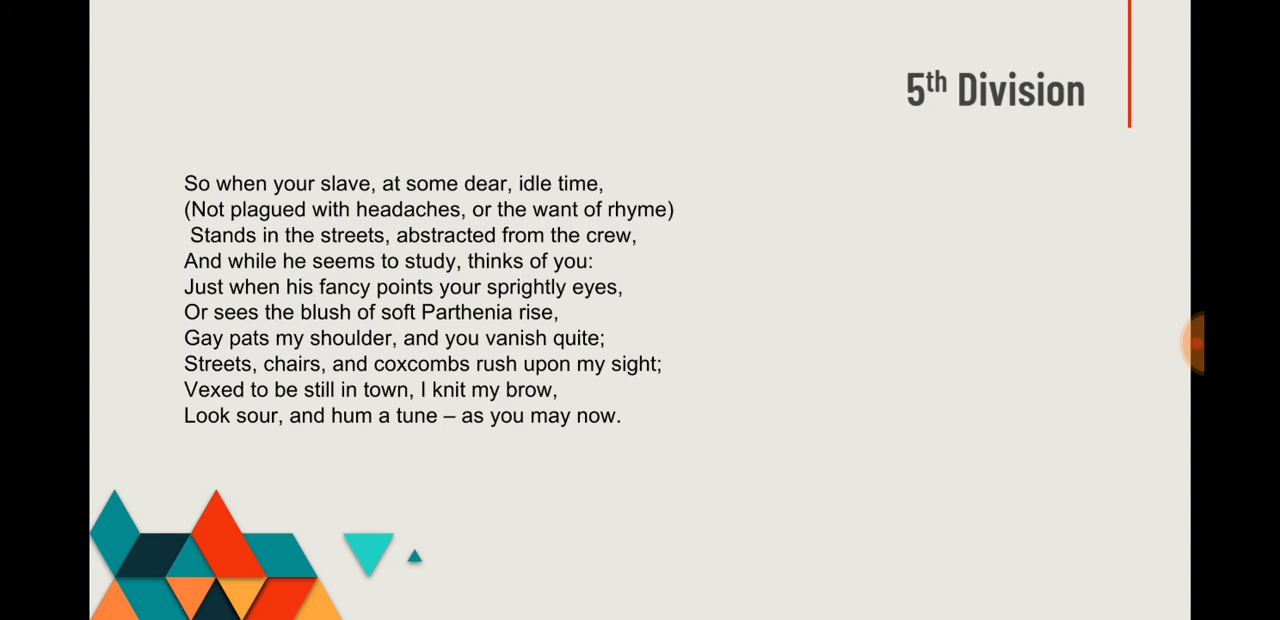 5th Division
So when your slave, at some dear, idle time,
(Not plagued with headaches, or the want of rhyme)
Stands in the streets, abstracted from the crew,
And while he seems to study, thinks of you:
Just when his fancy points your sprightly eyes,
Or sees the blush of soft Parthenia rise,
Gay pats my shoulder, and you vanish quite;
Streets, chairs, and coxcombs rush upon my sight;
Vexed to be still in town, I knit my brow,
Look sour, and hum a tune – as you may now.